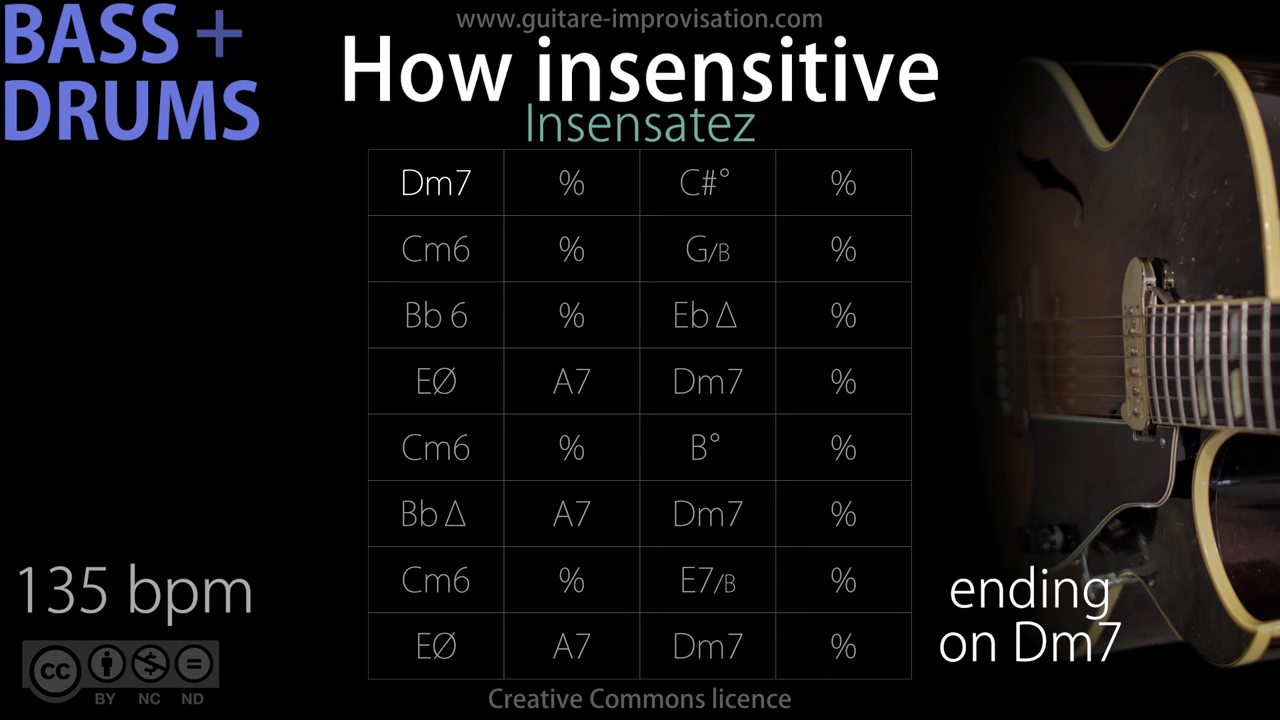 www.guitare-improvisation.com
BASS +
DRUMS
How insensitive
Insensatez
Dm7 % C#° %
Cm6 % G/B %
Bb 6 % Eb Δ %
EØ A7 Dm7 %
Cm6 % B° %
Bb Δ A7 Dm7 %
Cm6 % E7/B %
EØ A7 Dm7 %
135 bpm
ending
on Dm7
cc
BY NC ND
Creative Commons licence